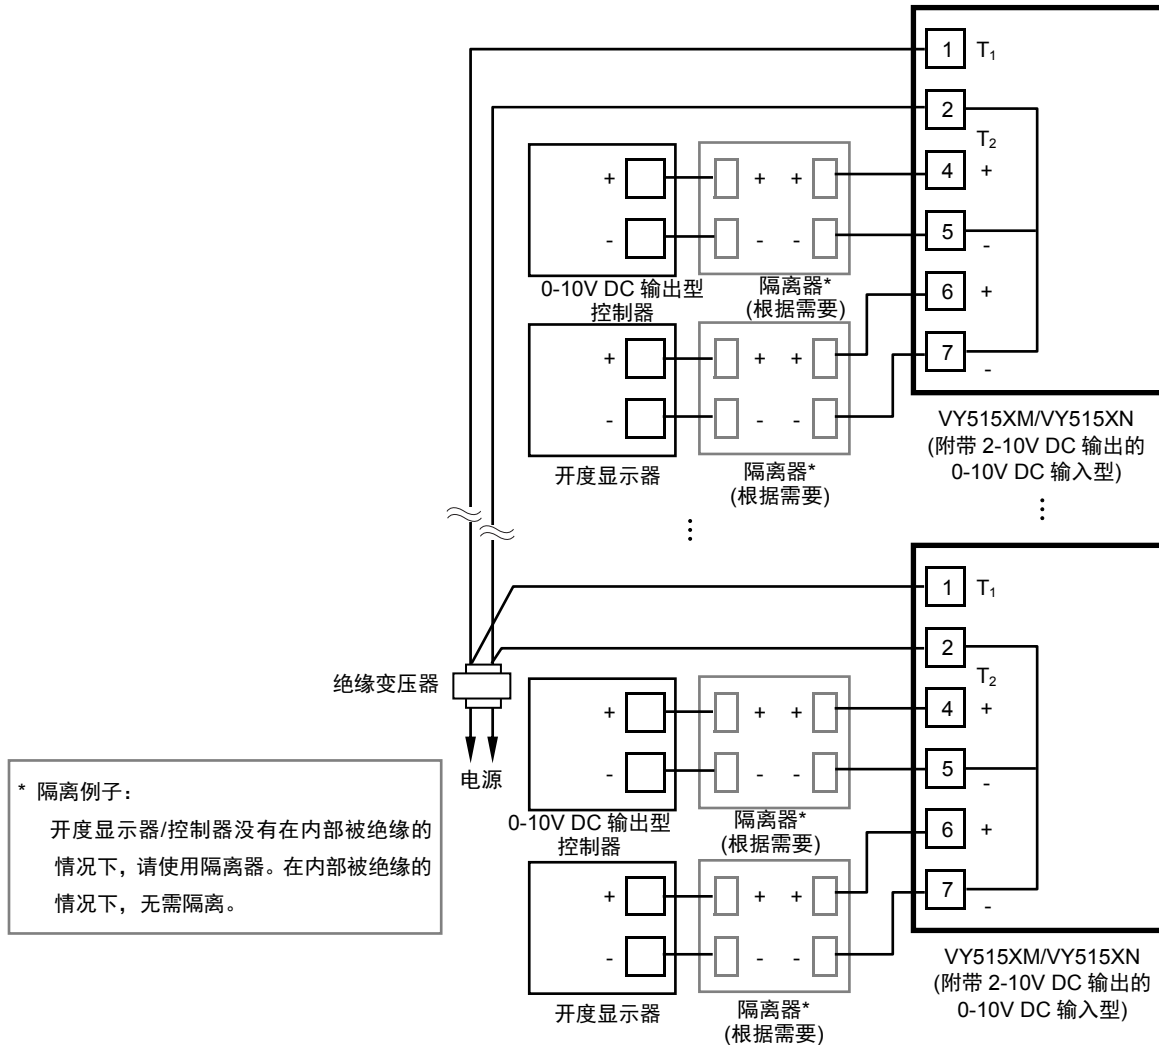 1 T₁
2
T₂
+ + + 4 +
- - - 5 -
0-10V DC 输出型
控制器
隔离器*
(根据需要)
6 +
+ + + 7 -
- - -
开度显示器
隔离器*
(根据需要)
VY515XM/VY515XN
(附带 2-10V DC 输出的
0-10V DC 输入型)
⋮
⋮
1 T₁
2
T₂
绝缘变压器
电源
+ + + 4 +
- - - 5 -
0-10V DC 输出型
控制器
隔离器*
(根据需要)
6 +
+ + + 7 -
- - -
开度显示器
隔离器*
(根据需要)
VY515XM/VY515XN
(附带 2-10V DC 输出的
0-10V DC 输入型)
* 隔离例子：
开度显示器/控制器没有在内部被绝缘的
情况下，请使用隔离器。在内部被绝缘的
情况下，无需隔离。